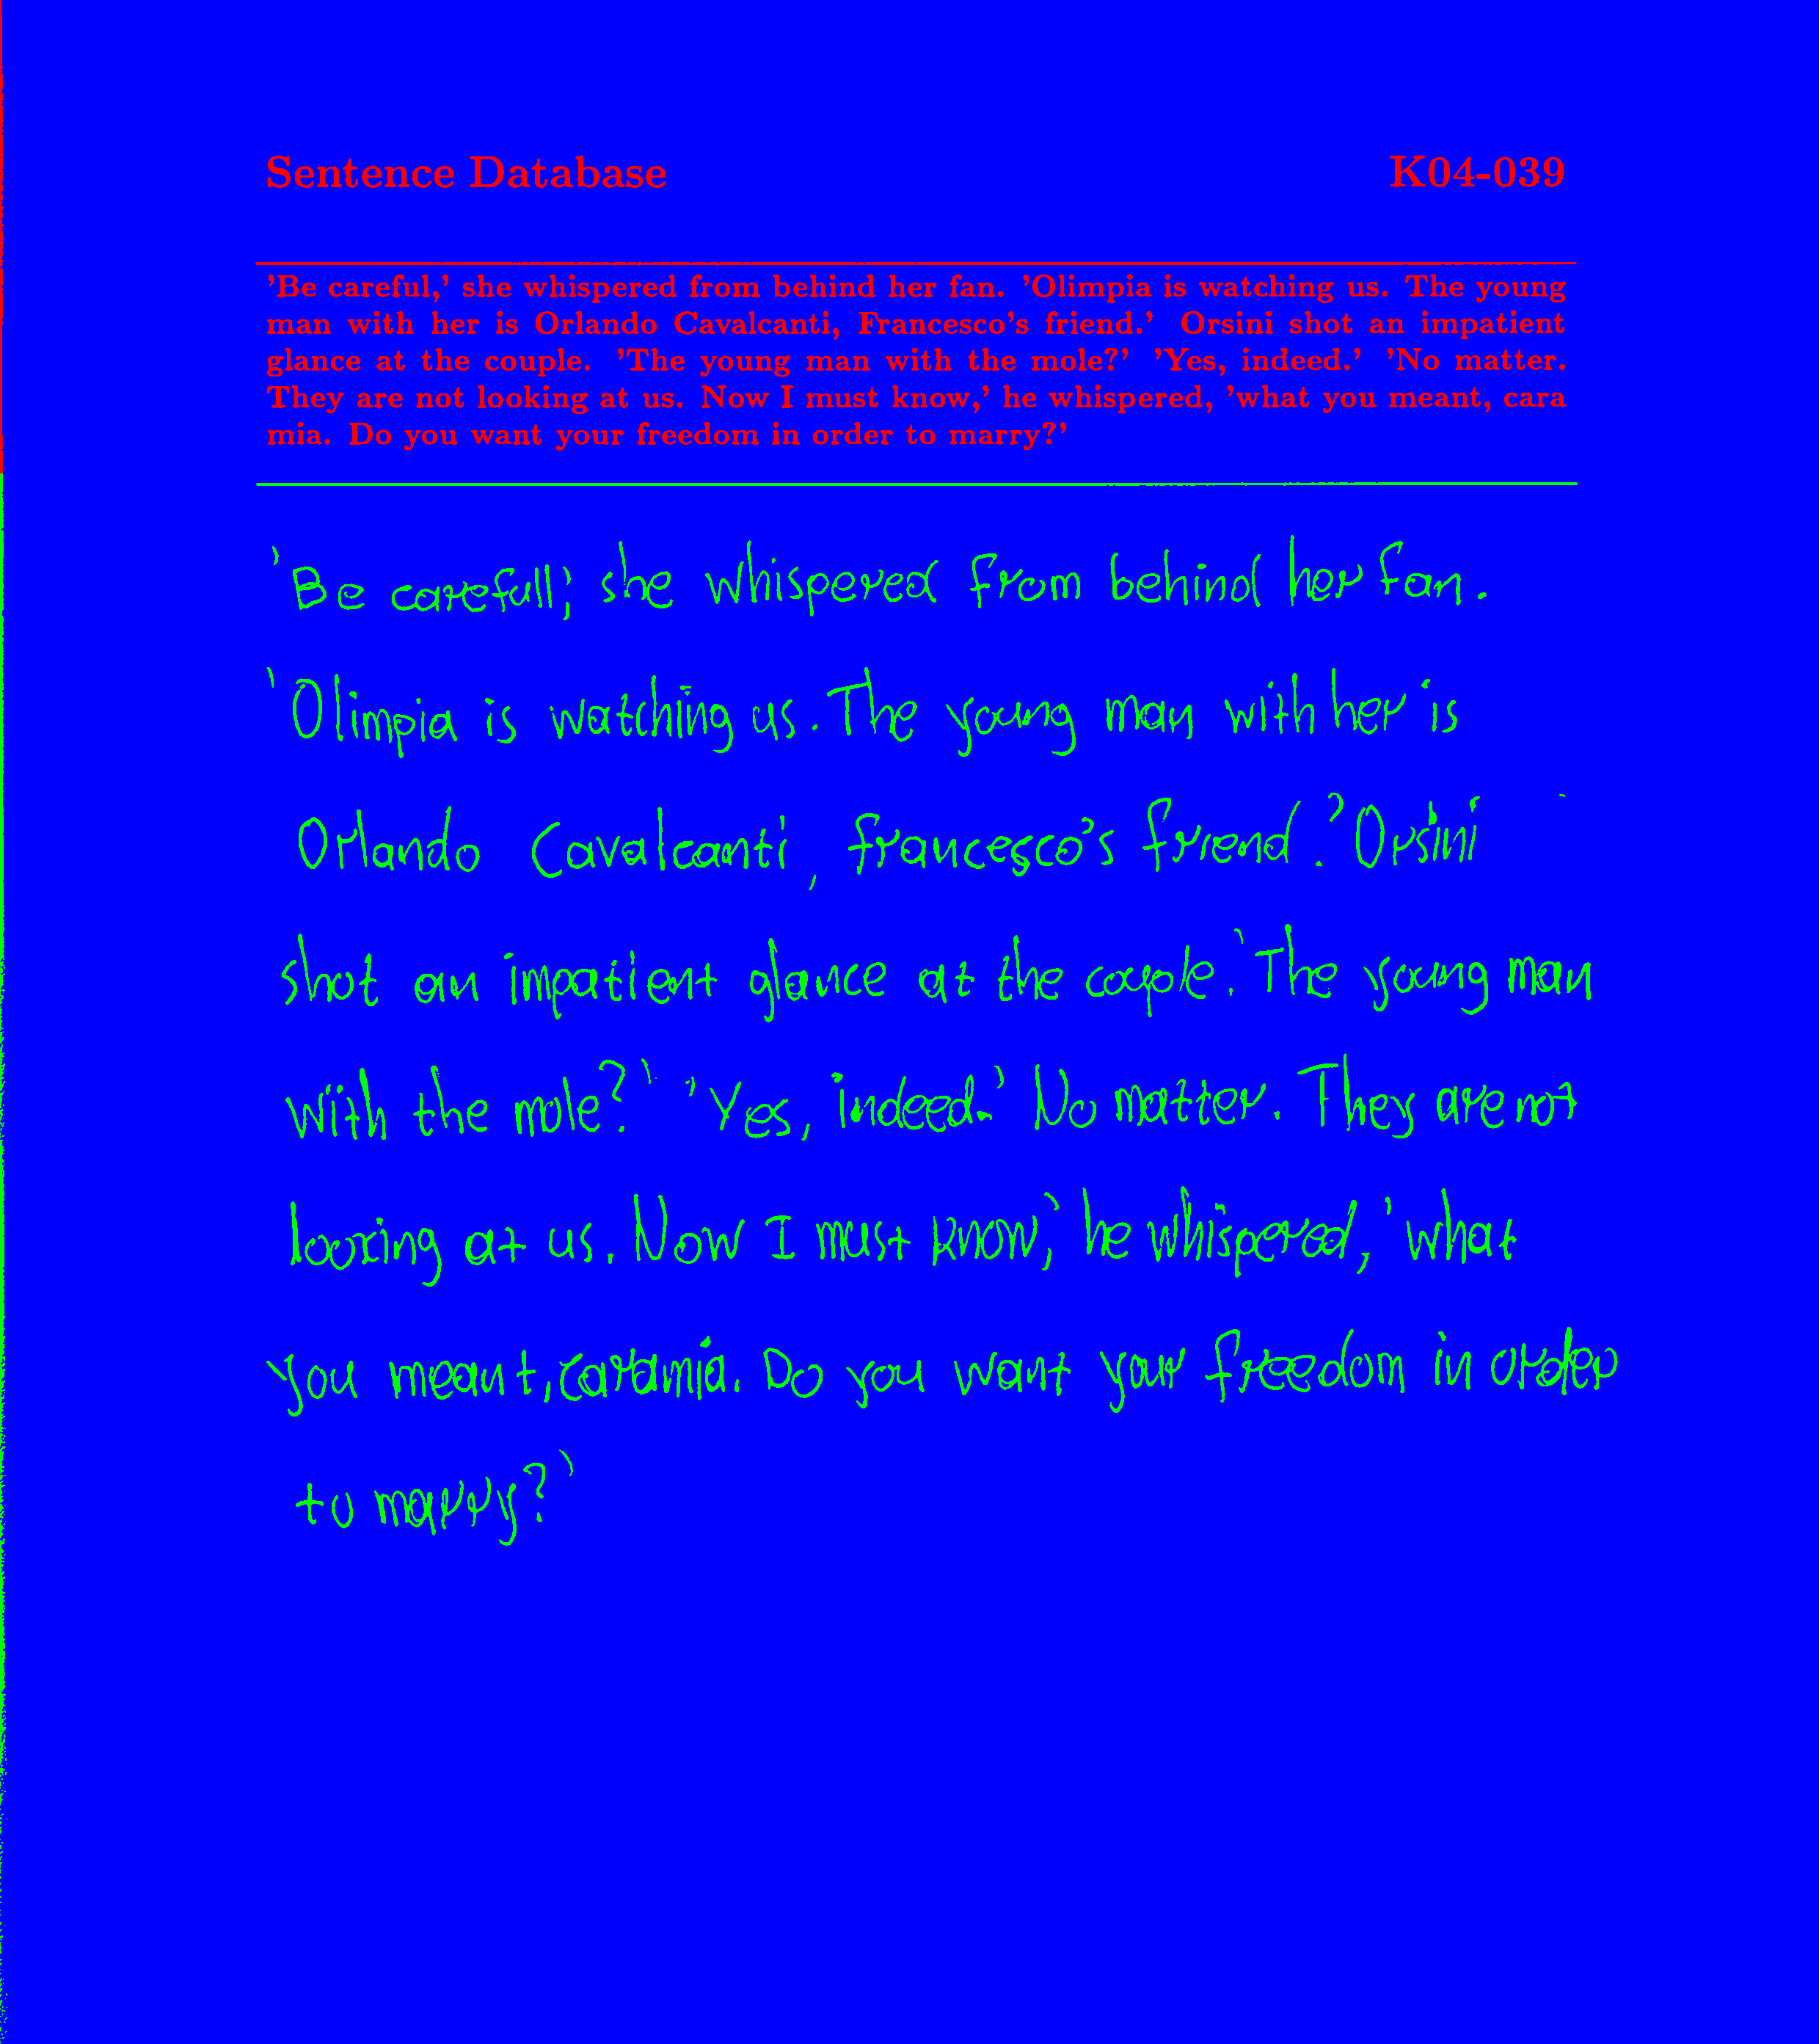 Sentence Database K04-039
'Be careful,' she whispered from behind her fan. 'Olimpia is watching us. The young
man with her is Orlando Cavalcanti, Francesco's friend.' Orsini shot an impatient
glance at the couple. 'The young man with the mole?' 'Yes, indeed.' 'No matter.
They are not looking at us. Now I must know,' he whispered, 'what you meant, cara
mia. Do you want your freedom in order to marry?'
'Be carefull,' she whispered from behind her fan.
'Olimpia is watching us. The young man with her is
Orlando Cavalcanti, francesco's friend.' Orsini
shot an impatient glance at the couple.' The young man
with the mole?' 'Yes, indeed.' No matter. They are not
looking at us. Now I must know,' he whispered, 'what
you meant, cara mia. Do you want your freedom in order
to marry?'